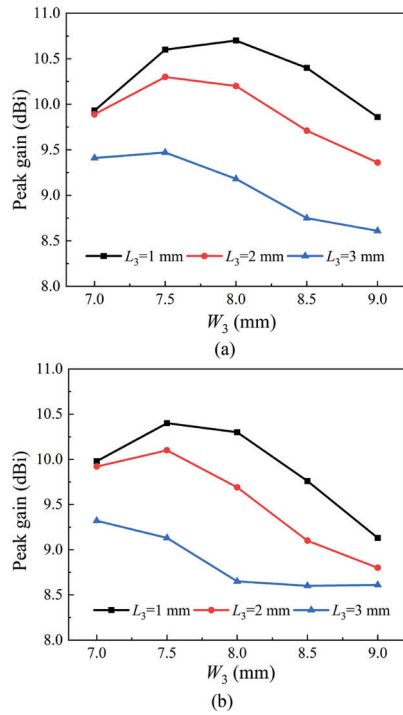 11.0
10.5
10.0
9.5
9.0
8.5
8.0
Peak gain (dBi)
L3=1 mm L3=2 mm L3=3 mm
7.0 7.5 8.0 8.5 9.0
W3 (mm)
(a)
11.0
10.5
10.0
9.5
9.0
8.5
8.0
Peak gain (dBi)
L3=1 mm L3=2 mm L3=3 mm
7.0 7.5 8.0 8.5 9.0
W3 (mm)
(b)